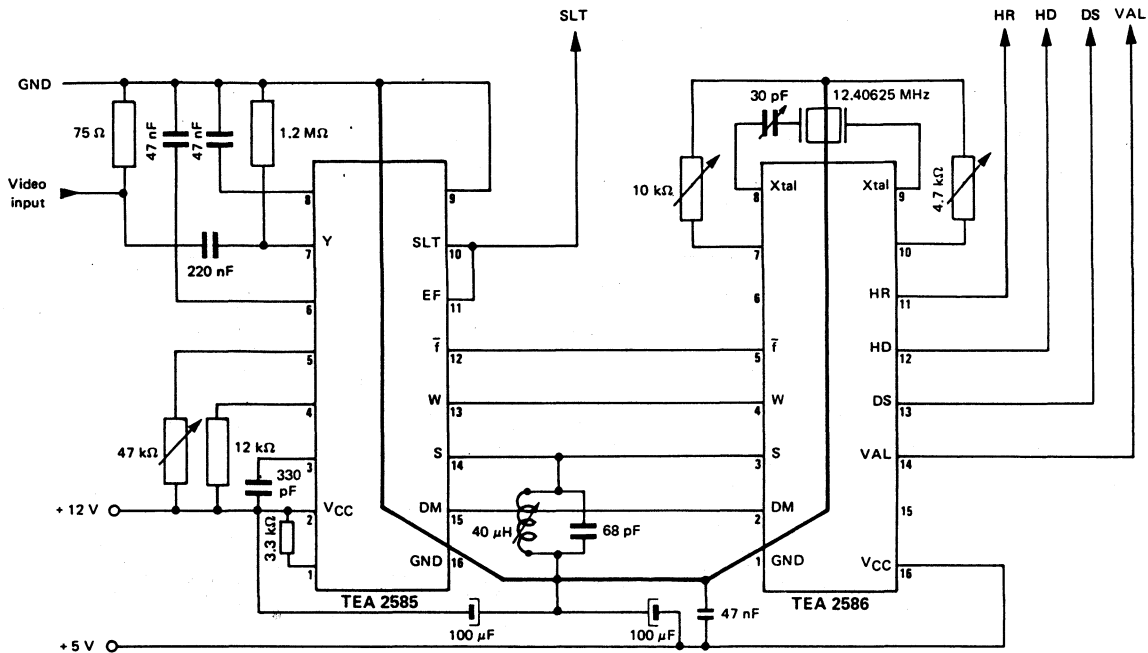 SLT
HR HD DS VAL
GND
75 Ω
47 nF
47 nF
1.2 MΩ
30 pF
12.40625 MHz
Video
input
220 nF
10 kΩ
4.7 kΩ
8
9
Y
7
SLT
10
6
EF
11
5
f̅
12
4
W
13
3
S
14
2
VCC
DM
15
1
GND
16
TEA 2585
Xtal
8
Xtal
9
7
10
6
HR
11
f̅
5
HD
12
W
4
DS
13
S
3
VAL
14
DM
2
15
1
GND
VCC
16
TEA 2586
47 kΩ
12 kΩ
330
pF
+ 12 V
3.3 kΩ
40 μH
68 pF
100 μF
100 μF
47 nF
+ 5 V